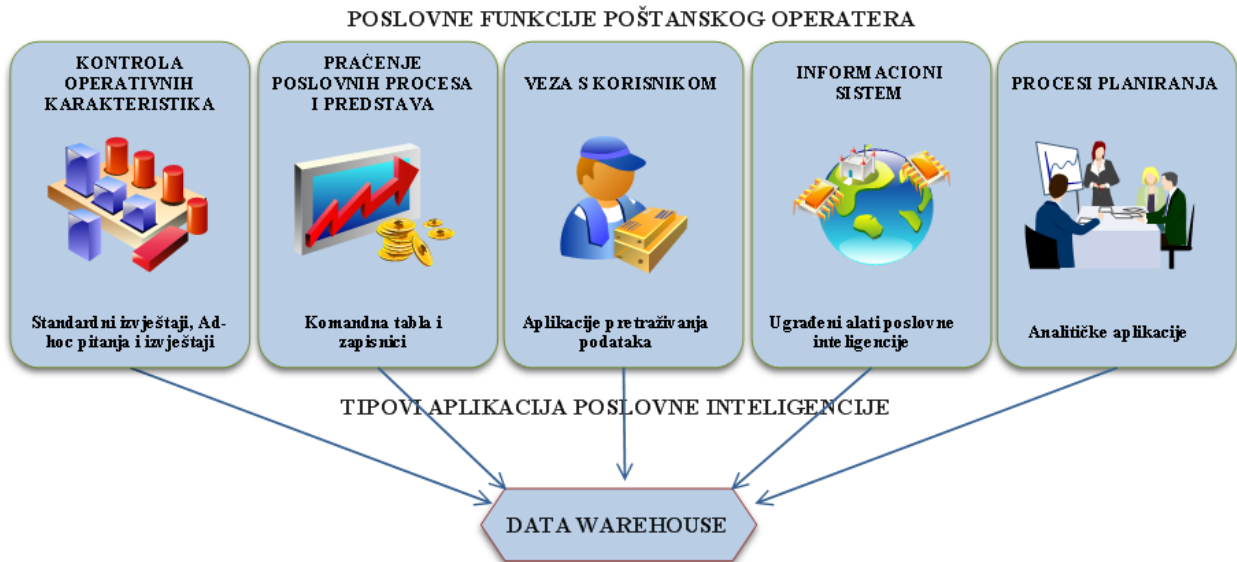 POSLOVNE FUNKCIJE POŠTANSKOG OPERATERA
KONTROLA
OPERATIVNIH
KARAKTERISTIKA
Standardni izvještaji, Ad-
hoc pitanja i izvještaji
PRAĆENJE
POSLOVNIH PROCESA
I PREDSTAVA
Komandna tabla i
zapisnici
VEZA S KORISNIKOM
Aplikacije pretraživanja
podataka
INFORMACIONI
SISTEM
Ugrađeni alati poslovne
inteligencije
PROCESI PLANIRANJA
Analitičke aplikacije
TIPOVI APLIKACIJA POSLOVNE INTELIGENCIJE
DATA WAREHOUSE